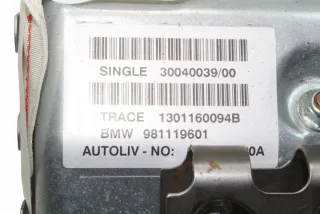 SINGLE 30040039/00
TRACE 1301160094B
BMW 981119601
AUTOLIV - NO: